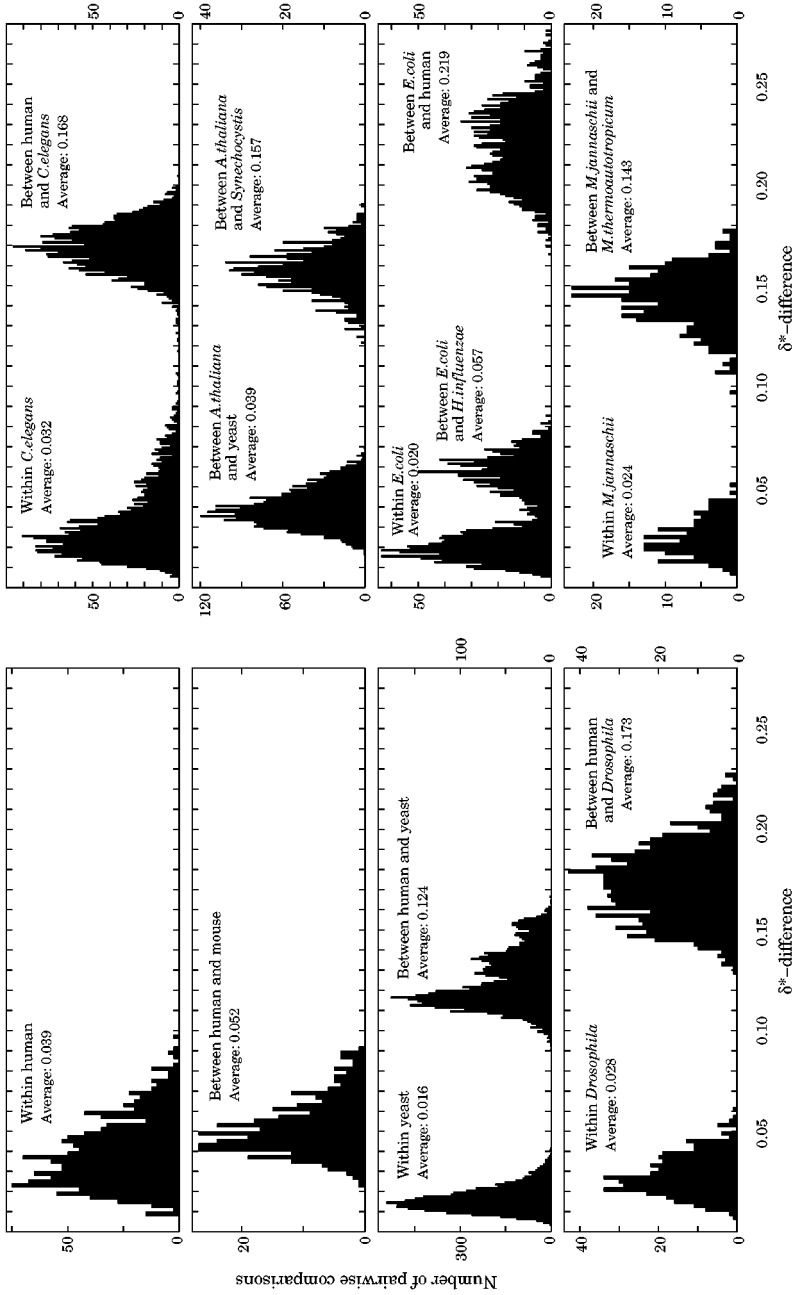 Number of pairwise comparisons
Within human
Average: 0.039
50
0
Between human and mouse
Average: 0.052
20
0
Within yeast
Average: 0.016
Between human and yeast
Average: 0.124
300
0
100
0
Within Drosophila
Average: 0.028
Between human
and Drosophila
Average: 0.173
40
20
0
40
20
0
0.05
0.10
0.15
0.20
0.25
δ*–difference
Within C.elegans
Average: 0.032
Between human
and C.elegans
Average: 0.168
50
0
50
0
Between A.thaliana
and yeast
Average: 0.039
Between A.thaliana
and Synechocystis
Average: 0.157
120
60
0
40
20
0
Within E.coli
Average: 0.020
Between E.coli
and H.influenzae
Average: 0.057
Between E.coli
and human
Average: 0.219
50
0
50
0
Within M.jannaschii
Average: 0.024
Between M.jannaschii and
M.thermoautotropicum
Average: 0.143
20
10
0
20
10
0
0.05
0.10
0.15
0.20
0.25
δ*–difference